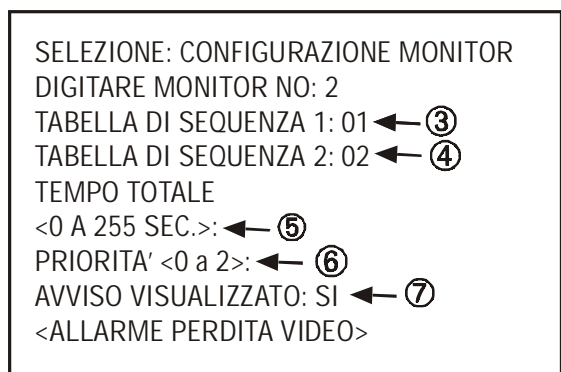 SELEZIONE: CONFIGURAZIONE MONITOR
DIGITARE MONITOR NO: 2
TABELLA DI SEQUENZA 1: 01 ③
TABELLA DI SEQUENZA 2: 02 ④
TEMPO TOTALE
<0 A 255 SEC.>: ⑤
PRIORITA' <0 a 2>: ⑥
AVVISO VISUALIZZATO: SI ⑦
<ALLARME PERDITA VIDEO>